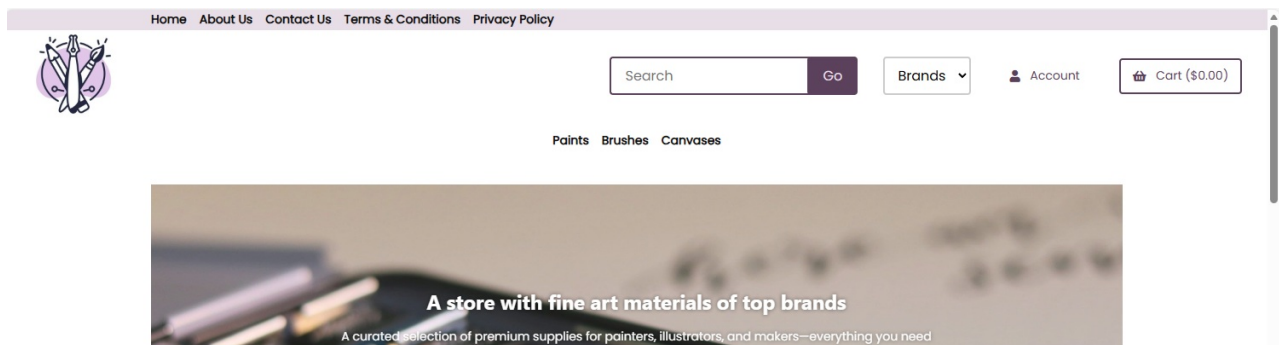 Home About Us Contact Us Terms & Conditions Privacy Policy
Search Go Brands Account Cart ($0.00)
Paints Brushes Canvases
A store with fine art materials of top brands
A curated selection of premium supplies for painters, illustrators, and makers—everything you need